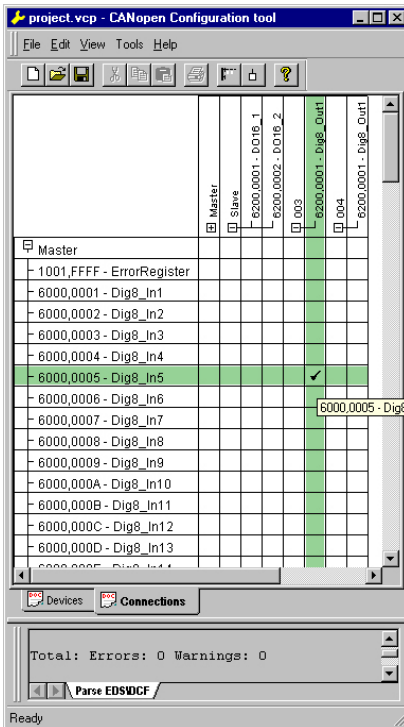 project.vcp - CANopen Configuration tool
File Edit View Tools Help
Master
Slave
6200,0001 - DO16_1
6200,0002 - DO16_2
003
6200,0001 - Dig8_Out1
004
6200,0001 - Dig8_Out1
Master
1001,FFFF - ErrorRegister
6000,0001 - Dig8_In1
6000,0002 - Dig8_In2
6000,0003 - Dig8_In3
6000,0004 - Dig8_In4
6000,0005 - Dig8_In5
6000,0006 - Dig8_In6
6000,0005 - Dig8
6000,0007 - Dig8_In7
6000,0008 - Dig8_In8
6000,0009 - Dig8_In9
6000,000A - Dig8_In10
6000,000B - Dig8_In11
6000,000C - Dig8_In12
6000,000D - Dig8_In13
6000,000E - Dig8_In14
Devices Connections
Total: Errors: 0 Warnings: 0
Parse EDS\DCF
Ready